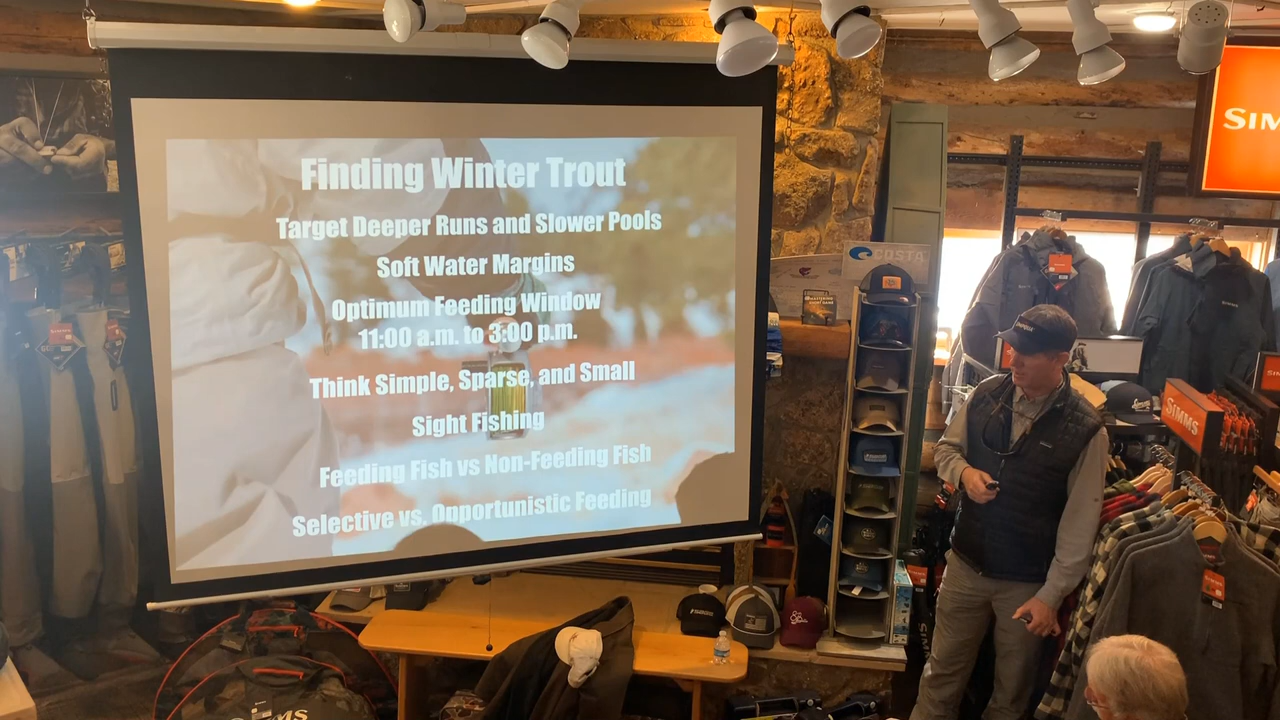 Finding Winter Trout
Target Deeper Runs and Slower Pools
Soft Water Margins
Optimum Feeding Window
11:00 a.m. to 3:00 p.m.
Think Simple, Sparse, and Small
Sight Fishing
Feeding Fish vs Non-Feeding Fish
Selective vs. Opportunistic Feeding
SIMM
COSTA
SIMMS
SIMMS